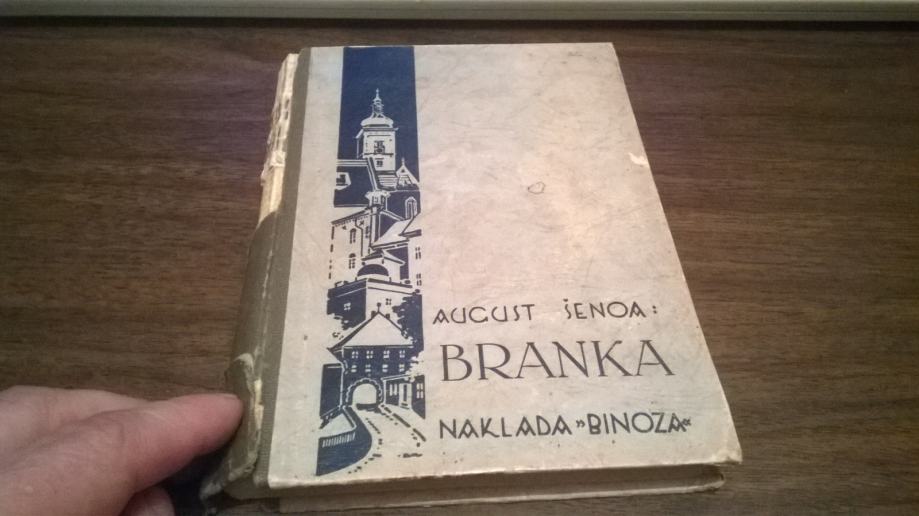 AUGUST ŠENOA:
BRANKA
NAKLADA »BINOZA«